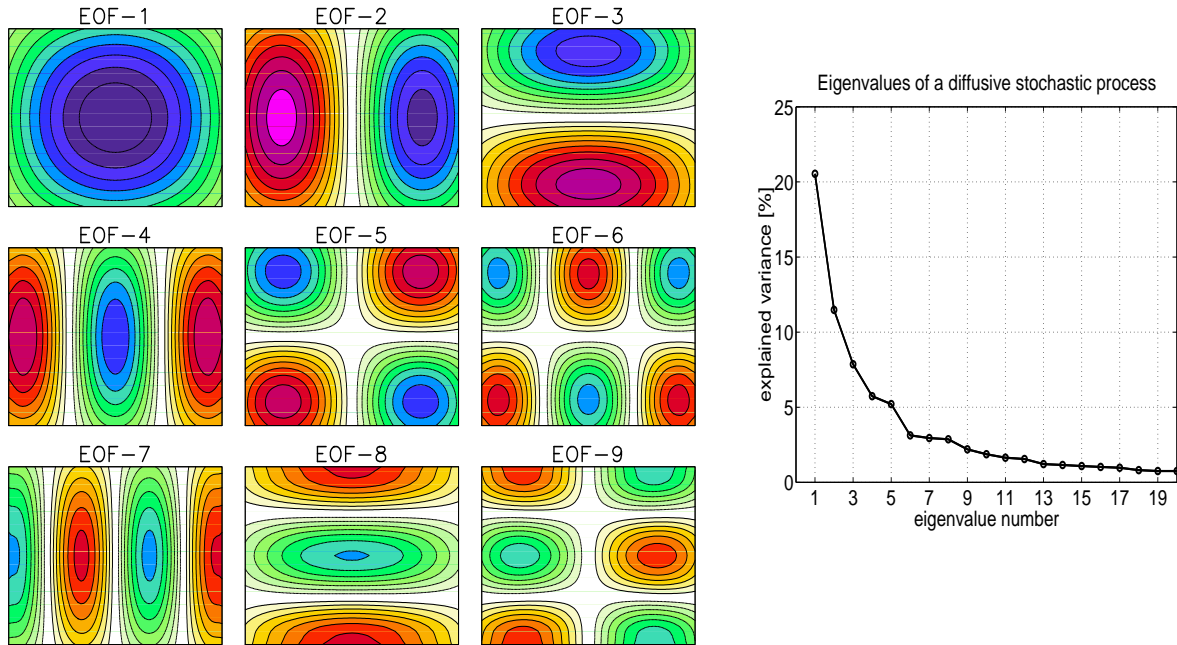 EOF-1
EOF-2
EOF-3
EOF-4
EOF-5
EOF-6
EOF-7
EOF-8
EOF-9
Eigenvalues of a diffusive stochastic process
explained variance [%]
25
20
15
10
5
0
1 3 5 7 9 11 13 15 17 19
eigenvalue number